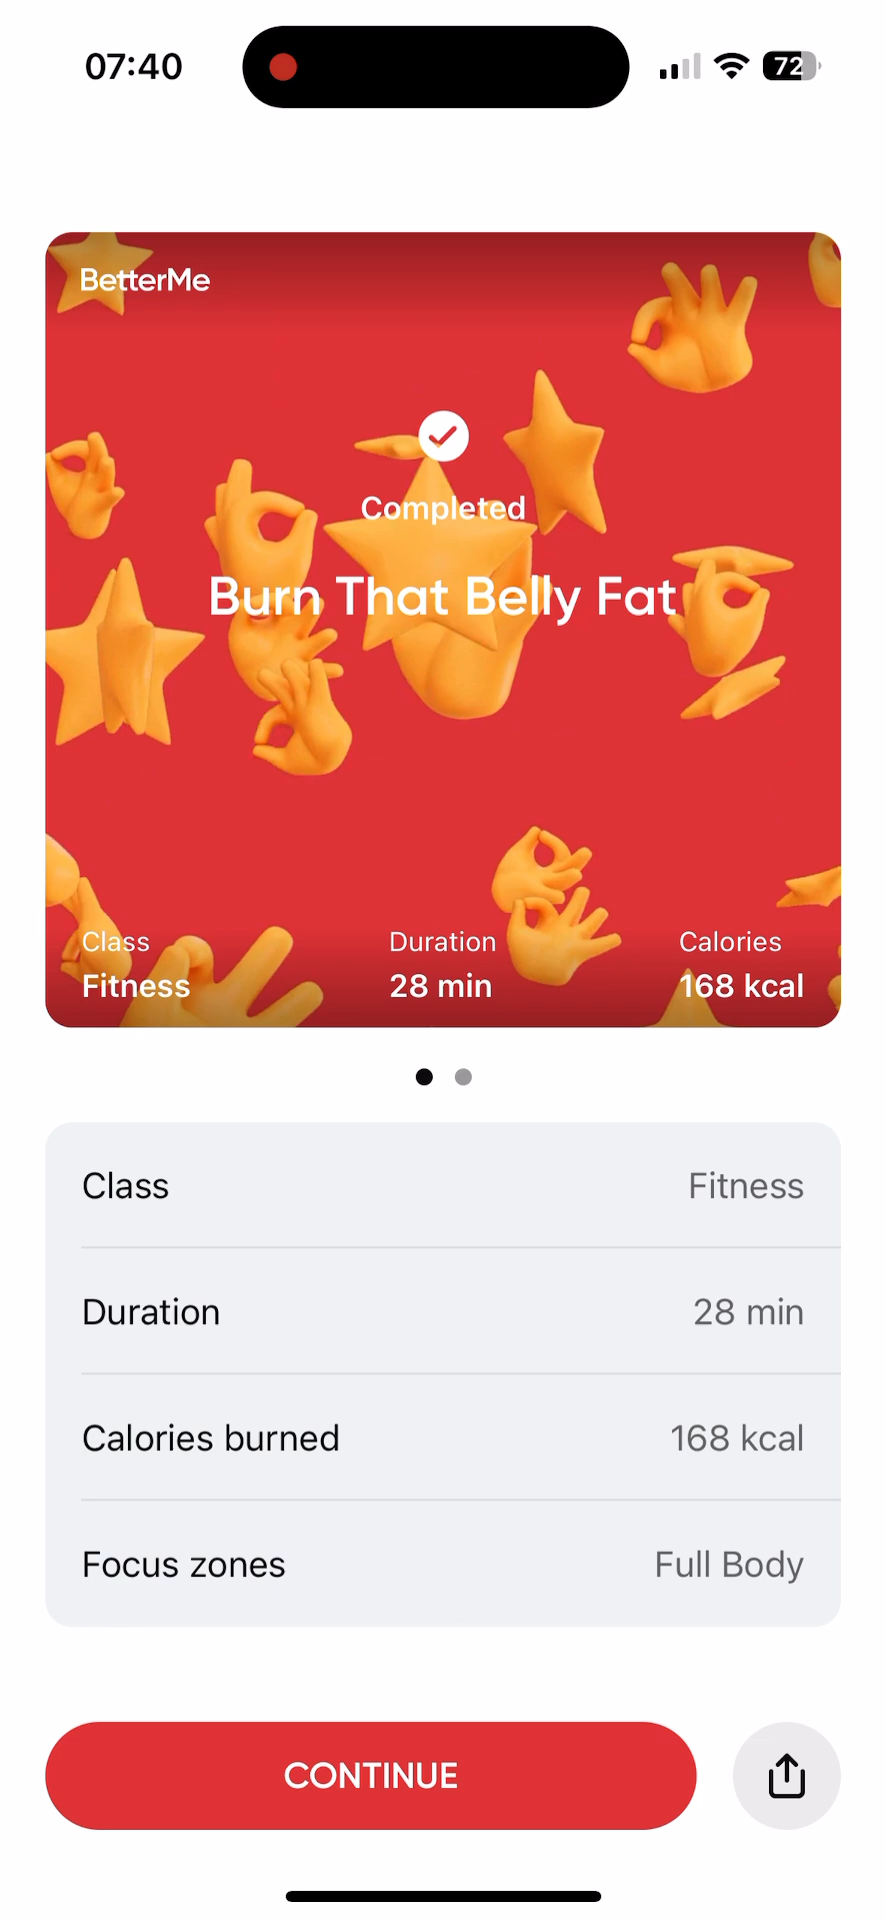 07:40
72
BetterMe
Completed
Burn That Belly Fat
Class
Duration
Calories
Fitness
28 min
168 kcal
Class
Fitness
Duration
28 min
Calories burned
168 kcal
Focus zones
Full Body
CONTINUE